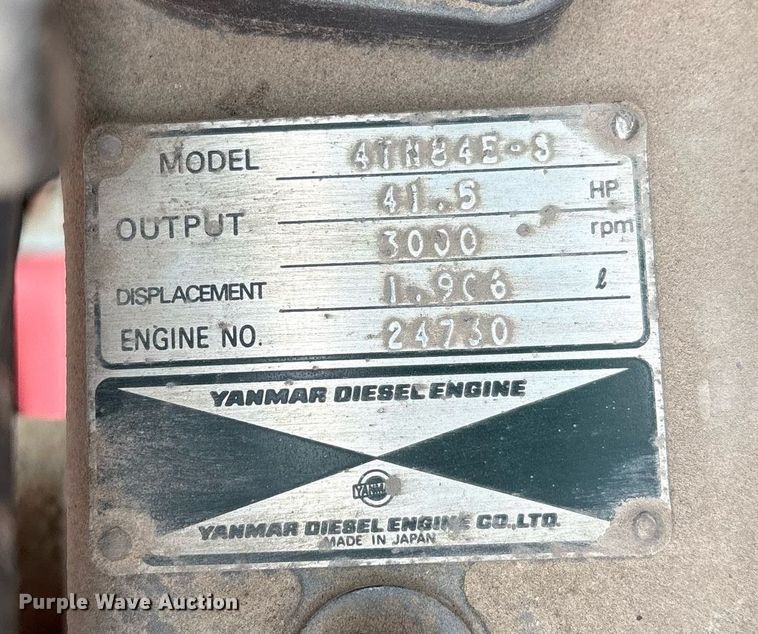 MODEL 4TN84E-S
41.5 HP
OUTPUT
3000 rpm
DISPLACEMENT 1.906 ℓ
ENGINE NO. 24730
YANMAR DIESEL ENGINE
YANMAR
YANMAR DIESEL ENGINE CO.,LTD.
MADE IN JAPAN
Purple Wave Auction